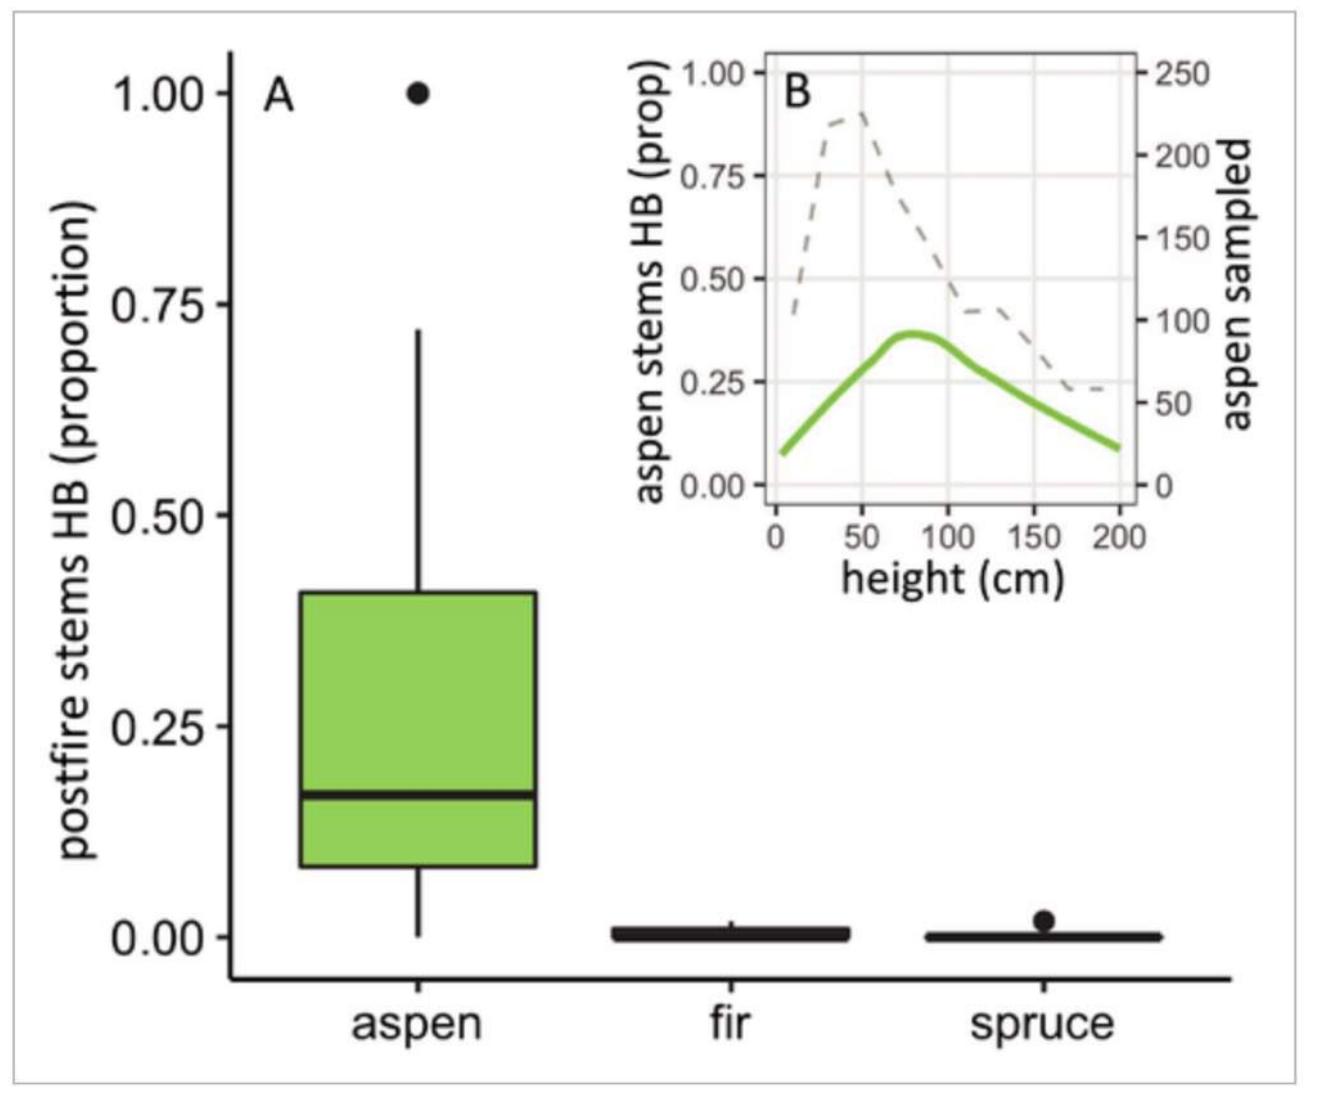 A
postfire stems HB (proportion)
1.00
0.75
0.50
0.25
0.00
aspen
fir
spruce
B
aspen stems HB (prop)
1.00
0.75
0.50
0.25
0.00
250
200
150
100
50
0
aspen sampled
0 50 100 150 200
height (cm)